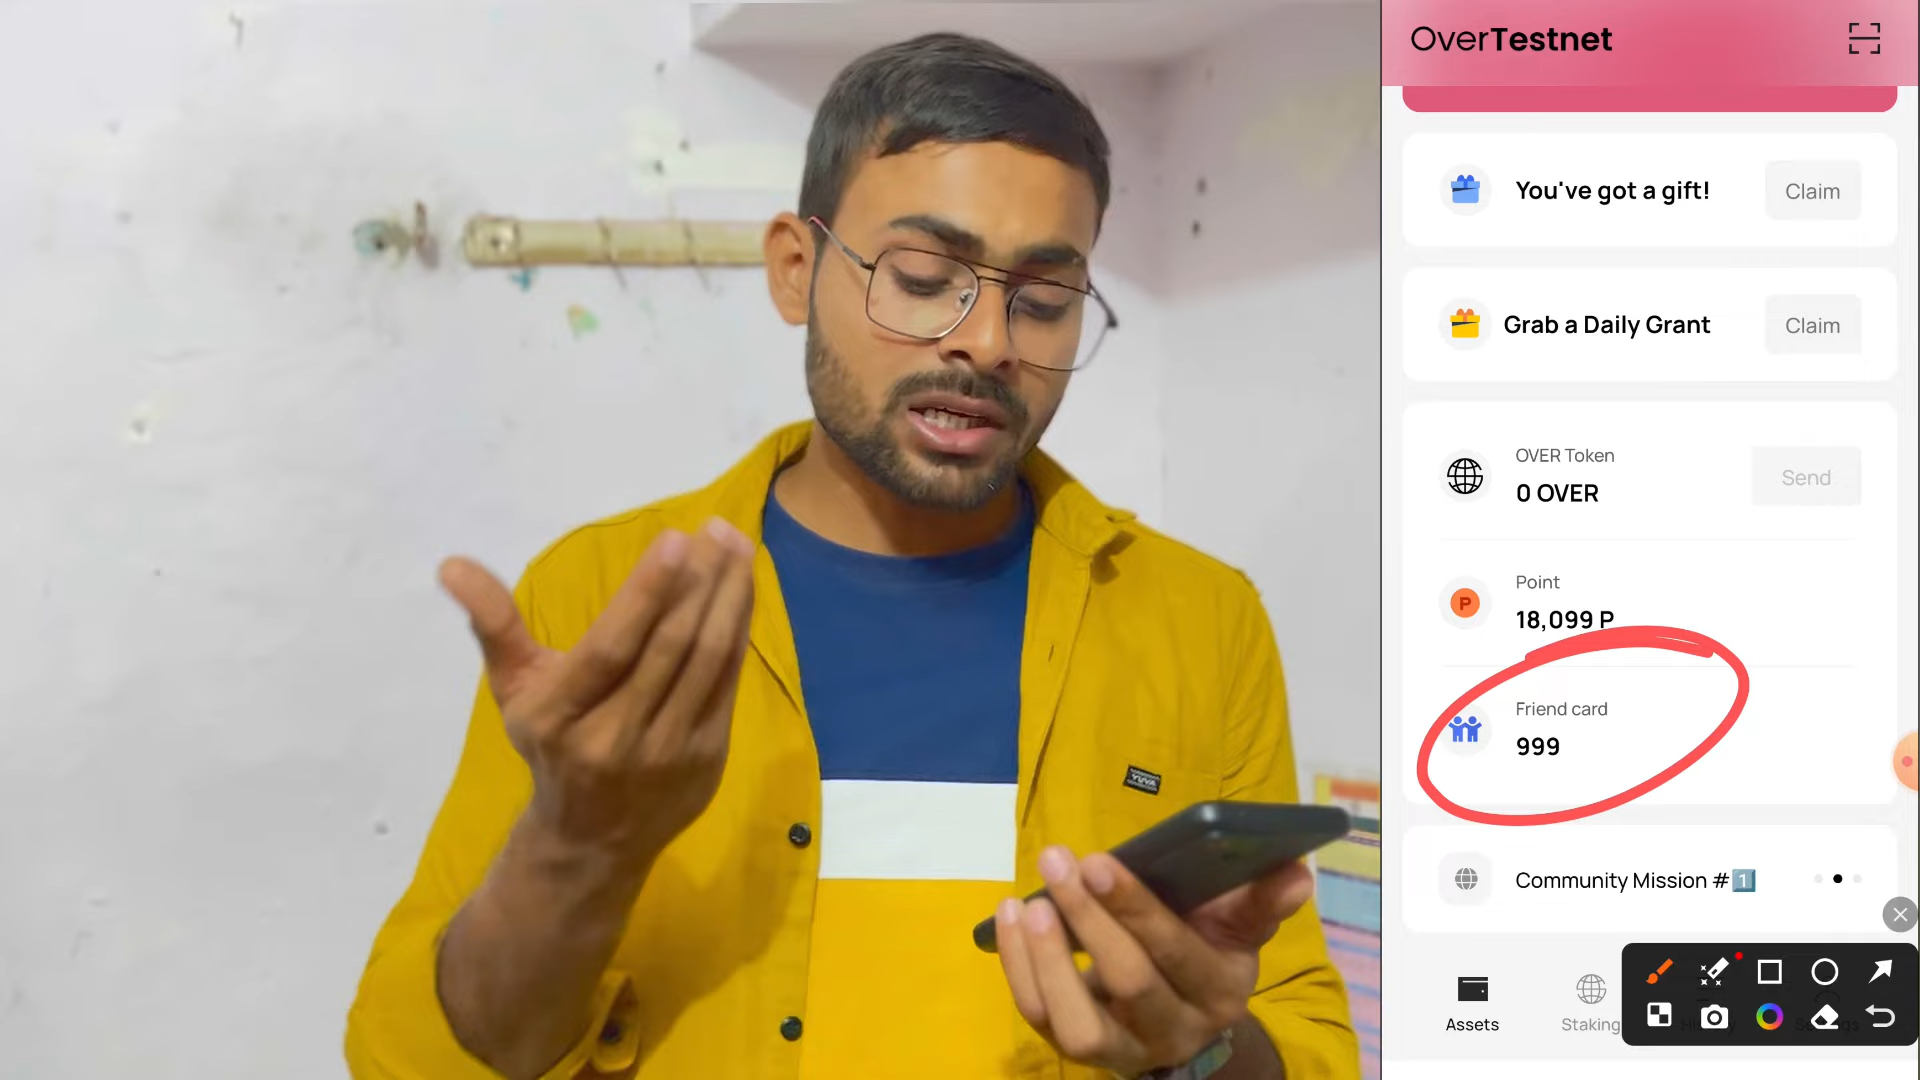 OverTestnet
You've got a gift!
Claim
Grab a Daily Grant
Claim
OVER Token
0 OVER
Send
P
Point
18,099 P
Friend card
999
Community Mission #1️⃣
Assets
Staking
YUVA